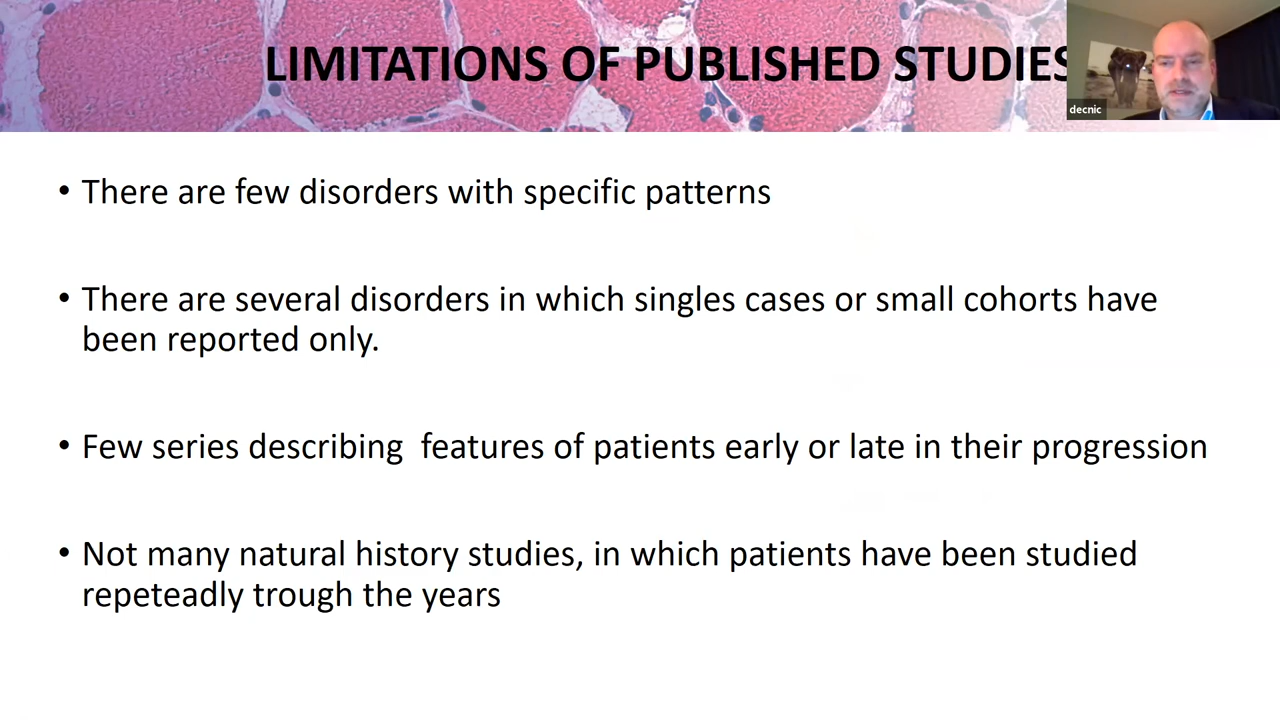 LIMITATIONS OF PUBLISHED STUDIES
decnic
• There are few disorders with specific patterns
• There are several disorders in which singles cases or small cohorts have
been reported only.
• Few series describing  features of patients early or late in their progression
• Not many natural history studies, in which patients have been studied
repeteadly trough the years